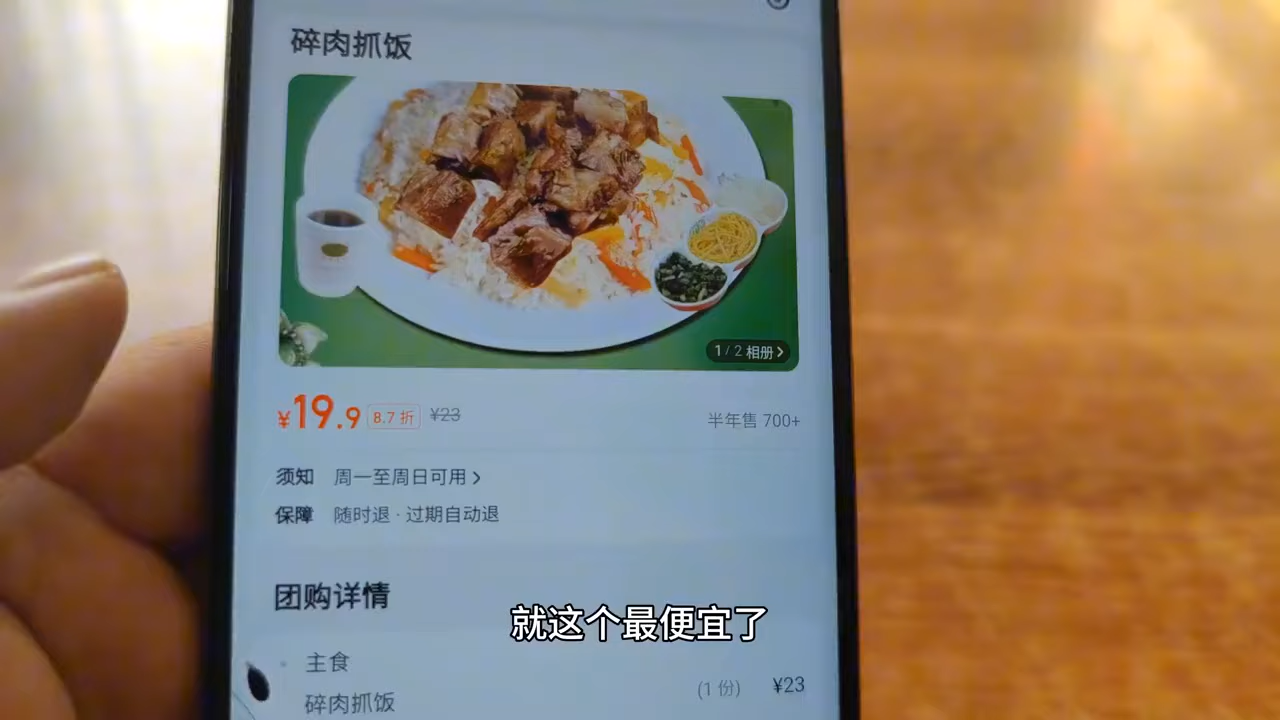 碎肉抓饭
1/2相册>
¥19.9 8.7折 ¥23 半年售 700+
须知 周一至周日可用>
保障 随时退·过期自动退
团购详情
就这个最便宜了
主食
碎肉抓饭 (1份) ¥23